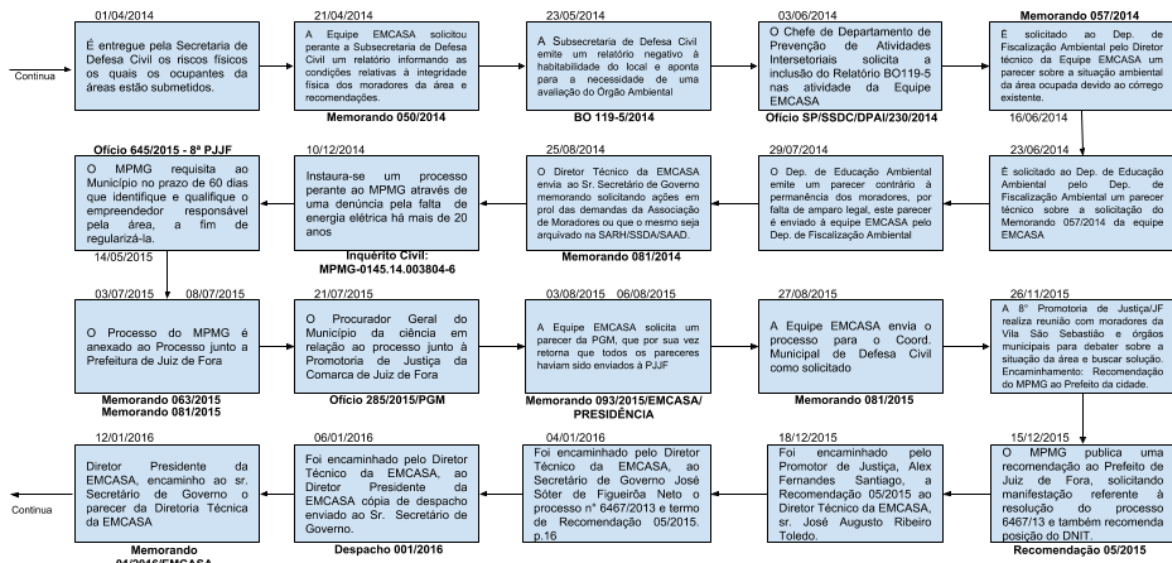 01/04/2014
É entregue pela Secretaria de
Defesa Civil os riscos físicos
os quais os ocupantes da
áreas estão submetidos.
Continua
21/04/2014
A Equipe EMCASA solicitou
perante a Subsecretaria de Defesa
Civil um relatório informando as
condições relativas à integridade
física dos moradores da área e
recomendações.
Memorando 050/2014
23/05/2014
A Subsecretaria de Defesa Civil
emite um relatório negativo à
habitabilidade do local e aponta
para a necessidade de uma
avaliação do Órgão Ambiental
BO 119-5/2014
03/06/2014
O Chefe de Departamento de
Prevenção de Atividades
Intersetoriais solicita a
inclusão do Relatório BO119-5
nas atividade da Equipe
EMCASA
Ofício SP/SSDC/DPAI/230/2014
Memorando 057/2014
É solicitado ao Dep. de
Fiscalização Ambiental pelo Diretor
técnico da Equipe EMCASA um
parecer sobre a situação ambiental
da área ocupada devido ao córrego
existente.
16/06/2014
23/06/2014
É solicitado ao Dep. de Educação
Ambiental pelo Dep. de
Fiscalização Ambiental um parecer
técnico sobre a solicitação do
Memorando 057/2014 da equipe
EMCASA
29/07/2014
O Dep. de Educação Ambiental
emite um parecer contrário à
permanência dos moradores, por
falta de amparo legal, este parecer
é enviado à equipe EMCASA pelo
Dep. de Fiscalização Ambiental
25/08/2014
O Diretor Técnico da EMCASA
envia ao Sr. Secretário de Governo
memorando solicitando ações em
prol das demandas da Associação
de Moradores ou que o mesmo seja
arquivado na SARH/SSDA/SAAD.
Memorando 081/2014
10/12/2014
Instaura-se um processo
perante ao MPMG através de
uma denúncia pela falta de
energia elétrica há mais de 20
anos
Inquérito Civil:
MPMG-0145.14.003804-6
Ofício 645/2015 - 8ª PJJF
O MPMG requisita ao
Município no prazo de 60 dias
que identifique e qualifique o
empreendedor responsável
pela área, a fim de
regularizá-la.
14/05/2015
03/07/2015 08/07/2015
O Processo do MPMG é
anexado ao Processo junto a
Prefeitura de Juiz de Fora
Memorando 063/2015
Memorando 081/2015
21/07/2015
O Procurador Geral do
Município da ciência em
relação ao processo junto à
Promotoria de Justiça da
Comarca de Juiz de Fora
Ofício 285/2015/PGM
03/08/2015 06/08/2015
A Equipe EMCASA solicita um
parecer da PGM, que por sua vez
retorna que todos os pareceres
haviam sido enviados à PJJF
Memorando 093/2015/EMCASA/
PRESIDÊNCIA
27/08/2015
A Equipe EMCASA envia o
processo para o Coord.
Municipal de Defesa Civil
como solicitado
Memorando 081/2015
26/11/2015
A 8° Promotoria de Justiça/JF
realiza reunião com moradores da
Vila São Sebastião e órgãos
municipais para debater sobre a
situação da área e buscar solução.
Encaminhamento: Recomendação
do MPMG ao Prefeito da cidade.
15/12/2015
O MPMG publica uma
recomendação ao Prefeito de
Juiz de Fora, solicitando
manifestação referente à
resolução do processo
6467/13 e também recomenda
posição do DNIT.
Recomendação 05/2015
18/12/2015
Foi encaminhado pelo
Promotor de Justiça, Alex
Fernandes Santiago, a
Recomendação 05/2015 ao
Diretor Técnico da EMCASA,
sr. José Augusto Ribeiro
Toledo.
04/01/2016
Foi encaminhado pelo Diretor
Técnico da EMCASA, ao
Secretário de Governo José
Sóter de Figueirôa Neto o
processo n° 6467/2013 e termo
de Recomendação 05/2015.
p.16
06/01/2016
Foi encaminhado pelo Diretor
Técnico da EMCASA, ao
Diretor Presidente da
EMCASA cópia de despacho
enviado ao Sr. Secretário de
Governo.
Despacho 001/2016
12/01/2016
Diretor Presidente da
EMCASA, encaminho ao sr.
Secretário de Governo o
parecer da Diretoria Técnica
da EMCASA
Continua
Memorando
01/2016/EMCASA